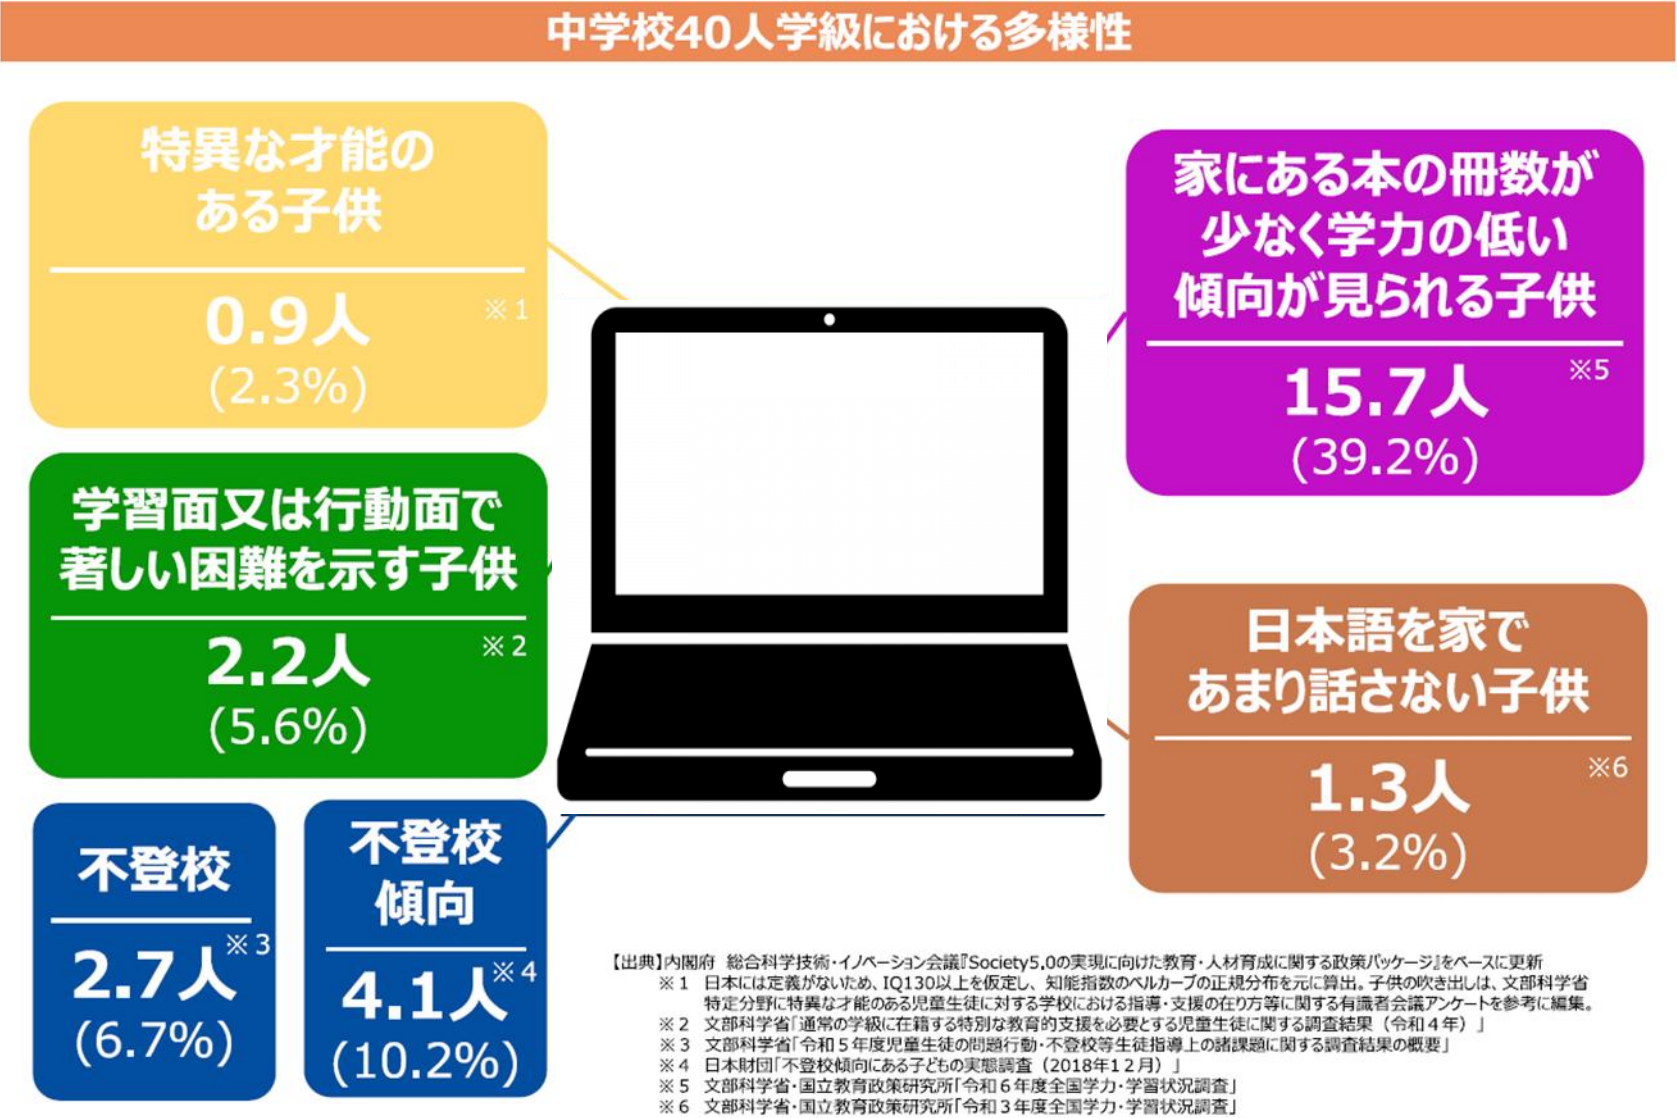 中学校40人学級における多様性
特異な才能の
ある子供
0.9人 ※1
(2.3%)
学習面又は行動面で
著しい困難を示す子供
2.2人 ※2
(5.6%)
不登校
2.7人 ※3
(6.7%)
不登校
傾向
4.1人 ※4
(10.2%)
家にある本の冊数が
少なく学力の低い
傾向が見られる子供
15.7人 ※5
(39.2%)
日本語を家で
あまり話さない子供
1.3人 ※6
(3.2%)
【出典】内閣府 総合科学技術・イノベーション会議『Society5.0の実現に向けた教育・人材育成に関する政策パッケージ』をベースに更新
※1 日本には定義がないため、IQ130以上を仮定し、知能指数のベルカーブの正規分布を元に算出。子供の吹き出しは、文部科学省
特定分野に特異な才能のある児童生徒に対する学校における指導・支援の在り方等に関する有識者会議アンケートを参考に編集。
※2 文部科学省「通常の学級に在籍する特別な教育的支援を必要とする児童生徒に関する調査結果（令和４年）」
※3 文部科学省「令和５年度児童生徒の問題行動・不登校等生徒指導上の諸課題に関する調査結果の概要」
※4 日本財団「不登校傾向にある子どもの実態調査（2018年12月）」
※5 文部科学省・国立教育政策研究所「令和６年度全国学力・学習状況調査」
※6 文部科学省・国立教育政策研究所「令和３年度全国学力・学習状況調査」